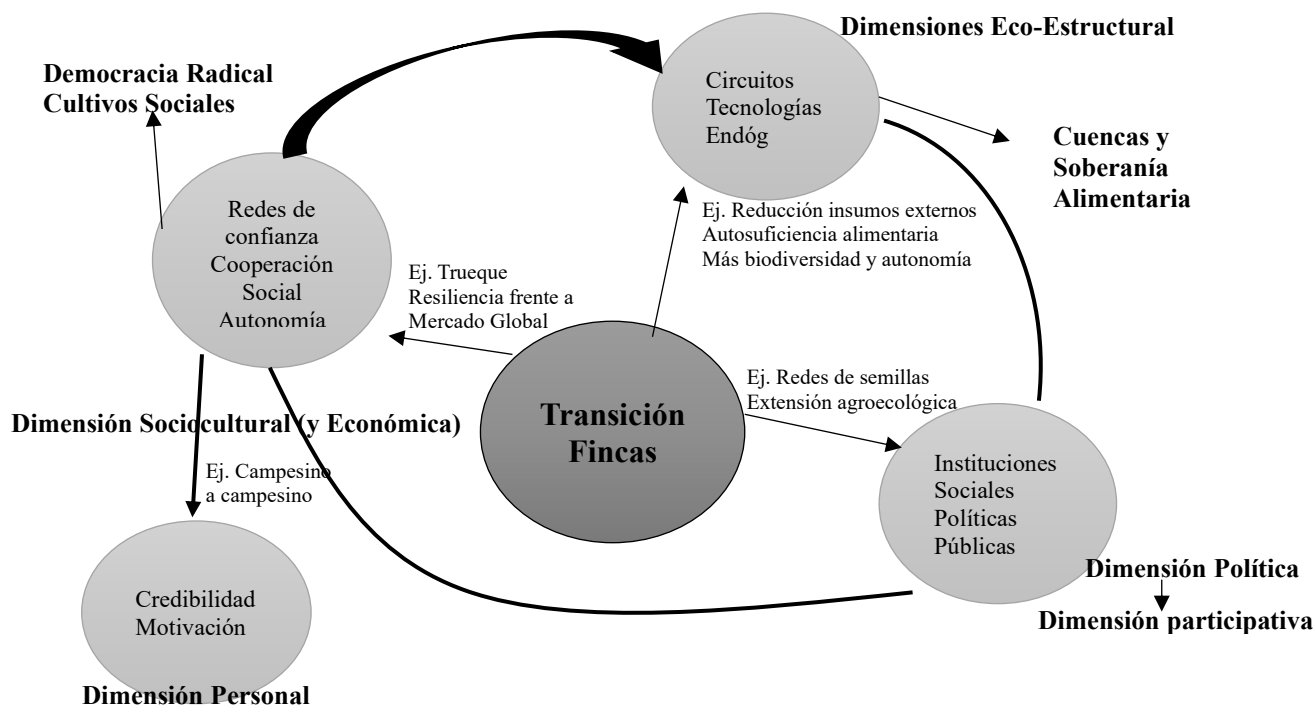 Dimensiones Eco-Estructural
Democracia Radical
Cultivos Sociales
Circuitos
Tecnologías
Endóg
Cuencas y
Soberanía
Alimentaria
Redes de
confianza
Cooperación
Social
Autonomía
Ej. Reducción insumos externos
Autosuficiencia alimentaria
Más biodiversidad y autonomía
Ej. Trueque
Resiliencia frente a
Mercado Global
Ej. Redes de semillas
Extensión agroecológica
Transición
Fincas
Dimensión Sociocultural (y Económica)
Ej. Campesino
a campesino
Instituciones
Sociales
Políticas
Públicas
Dimensión Política
Dimensión participativa
Credibilidad
Motivación
Dimensión Personal